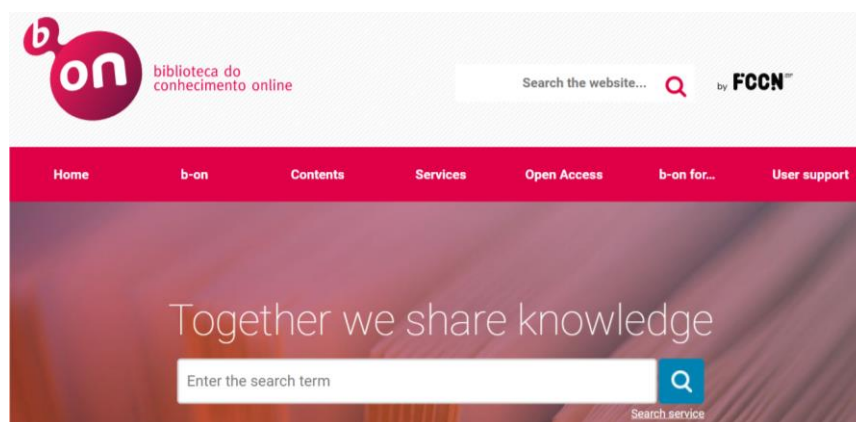 b
on
biblioteca do
conhecimento online
Search the website...
by FCCN
Home b-on Contents Services Open Access b-on for... User support
Together we share knowledge
Enter the search term
Search service